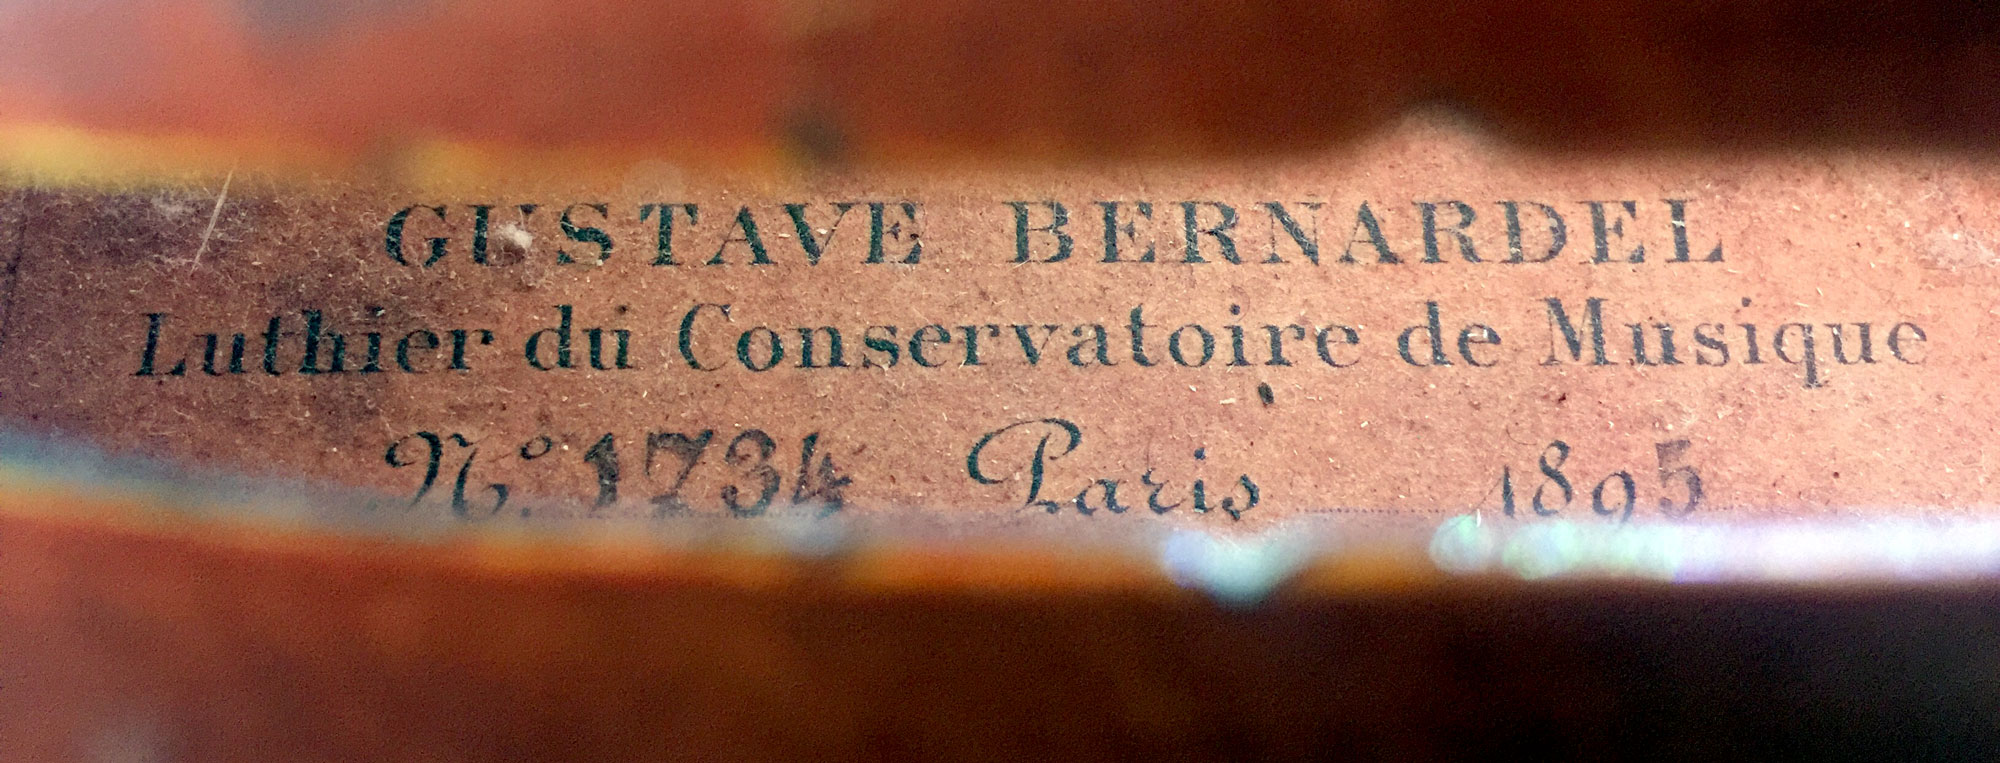 GUSTAVE BERNARDEL
Luthier du Conservatoire de Musique
N.º 1734 Paris 1895